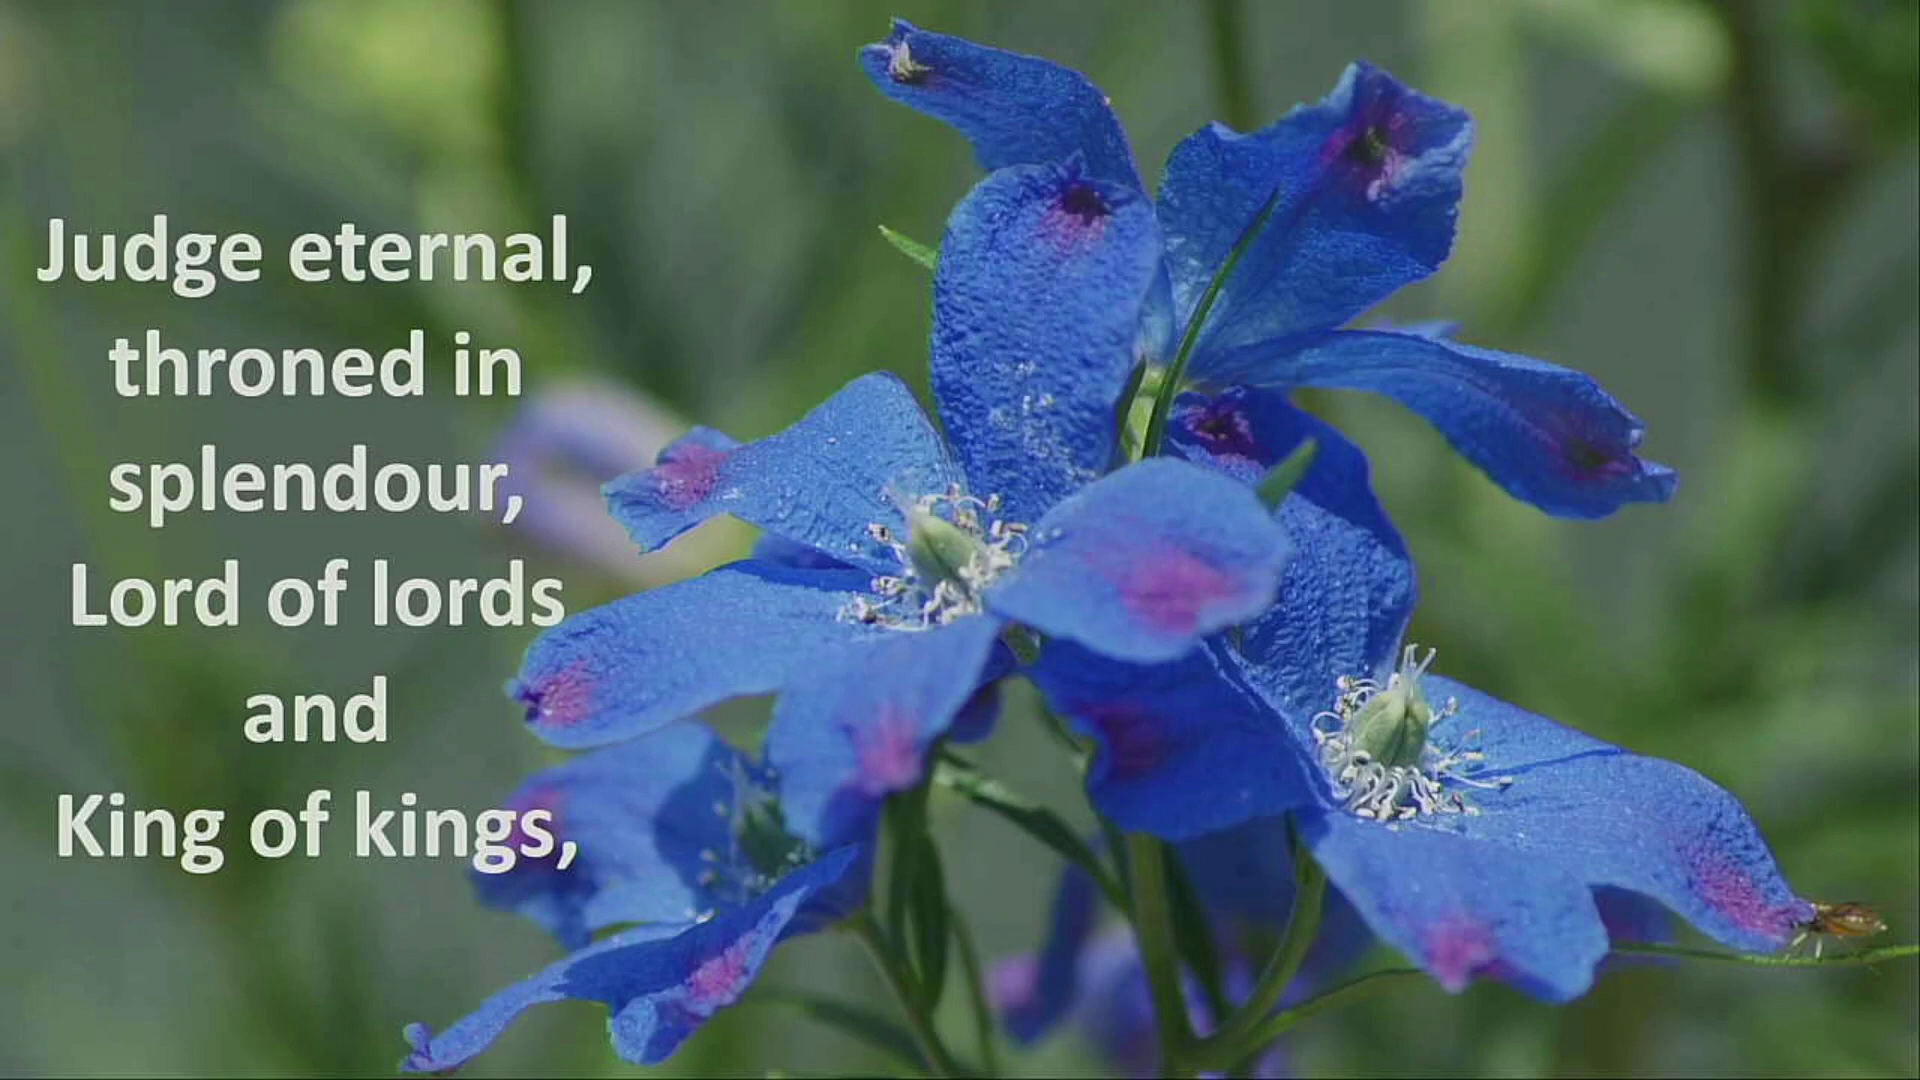 Judge eternal,
throned in
splendour,
Lord of lords
and
King of kings,